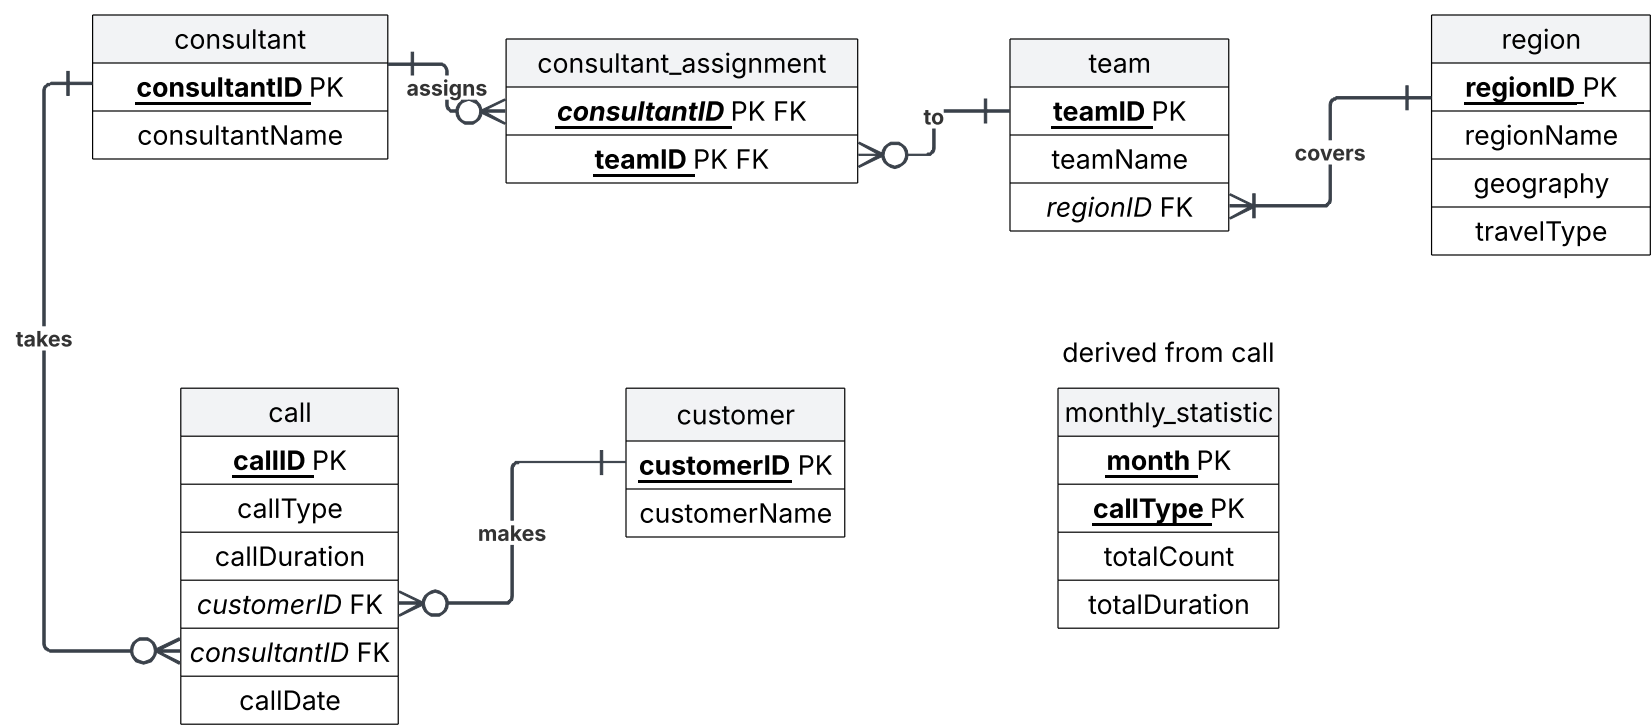 consultant
consultantID PK
consultantName
assigns
consultant_assignment
consultantID PK FK
teamID PK FK
to
team
teamID PK
teamName
regionID FK
covers
region
regionID PK
regionName
geography
travelType
takes
call
callID PK
callType
callDuration
customerID FK
consultantID FK
callDate
makes
customer
customerID PK
customerName
derived from call
monthly_statistic
month PK
callType PK
totalCount
totalDuration